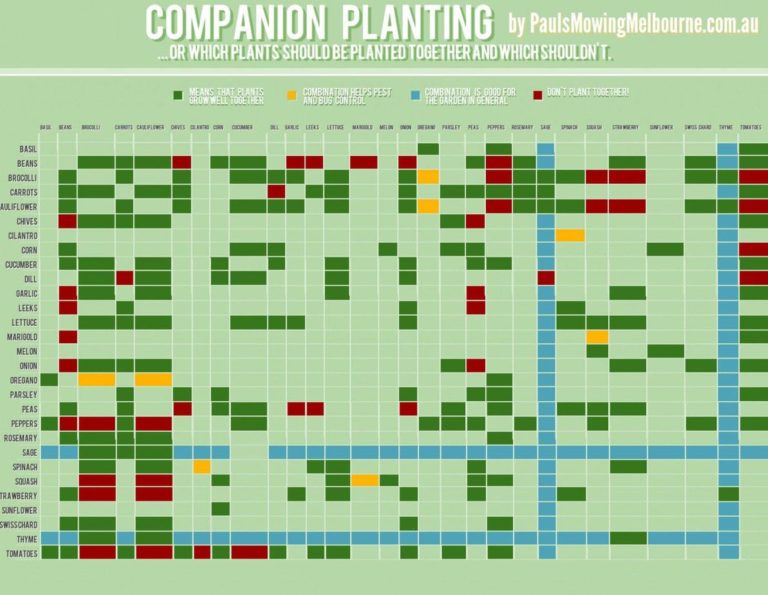 COMPANION PLANTING by PaulsMowingMelbourne.com.au
...OR WHICH PLANTS SHOULD BE PLANTED TOGETHER AND WHICH SHOULDN'T.
MEANS THAT PLANTS
GROW WELL TOGETHER
COMBINATION HELPS PEST
AND BUG CONTROL
COMBINATION IS GOOD FOR
THE GARDEN IN GENERAL
DON'T PLANT TOGETHER!
BASIL BEANS BROCOLLI CARROTS CAULIFLOWER CHIVES CILANTRO CORN CUCUMBER DILL GARLIC LEEKS LETTUCE MARIGOLD MELON ONION OREGANO PARSLEY PEAS PEPPERS ROSEMARY SAGE SPINACH SQUASH STRAWBERRY SUNFLOWER SWISS CHARD THYME TOMATOES
BASIL
BEANS
BROCOLLI
CARROTS
AULIFLOWER
CHIVES
CILANTRO
CORN
CUCUMBER
DILL
GARLIC
LEEKS
LETTUCE
MARIGOLD
MELON
ONION
OREGANO
PARSLEY
PEAS
PEPPERS
ROSEMARY
SAGE
SPINACH
SQUASH
TRAWBERRY
SUNFLOWER
SWISSCHARD
THYME
TOMATOES